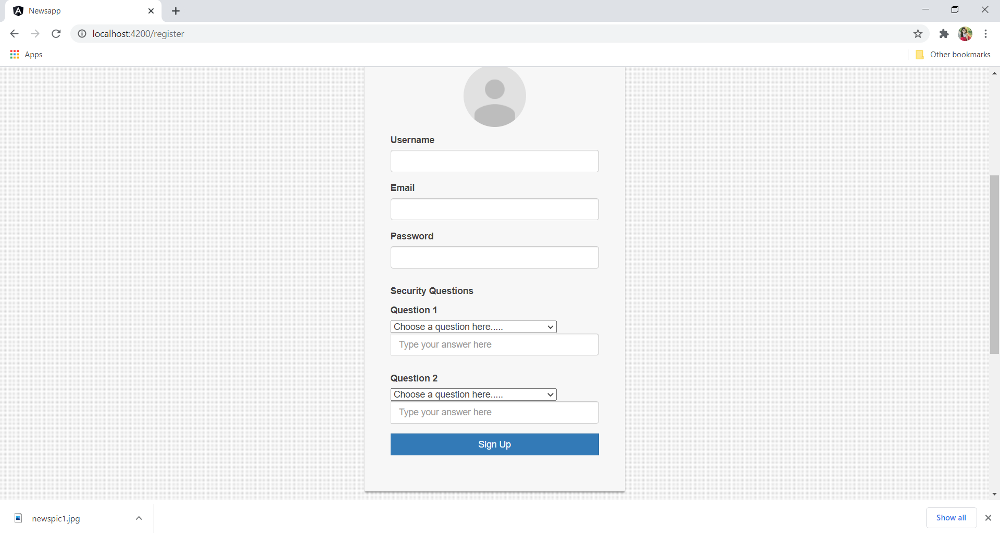 Newsapp
localhost:4200/register
Apps
Other bookmarks
Username
Email
Password
Security Questions
Question 1
Choose a question here.....
Type your answer here
Question 2
Choose a question here.....
Type your answer here
Sign Up
newspic1.jpg
Show all